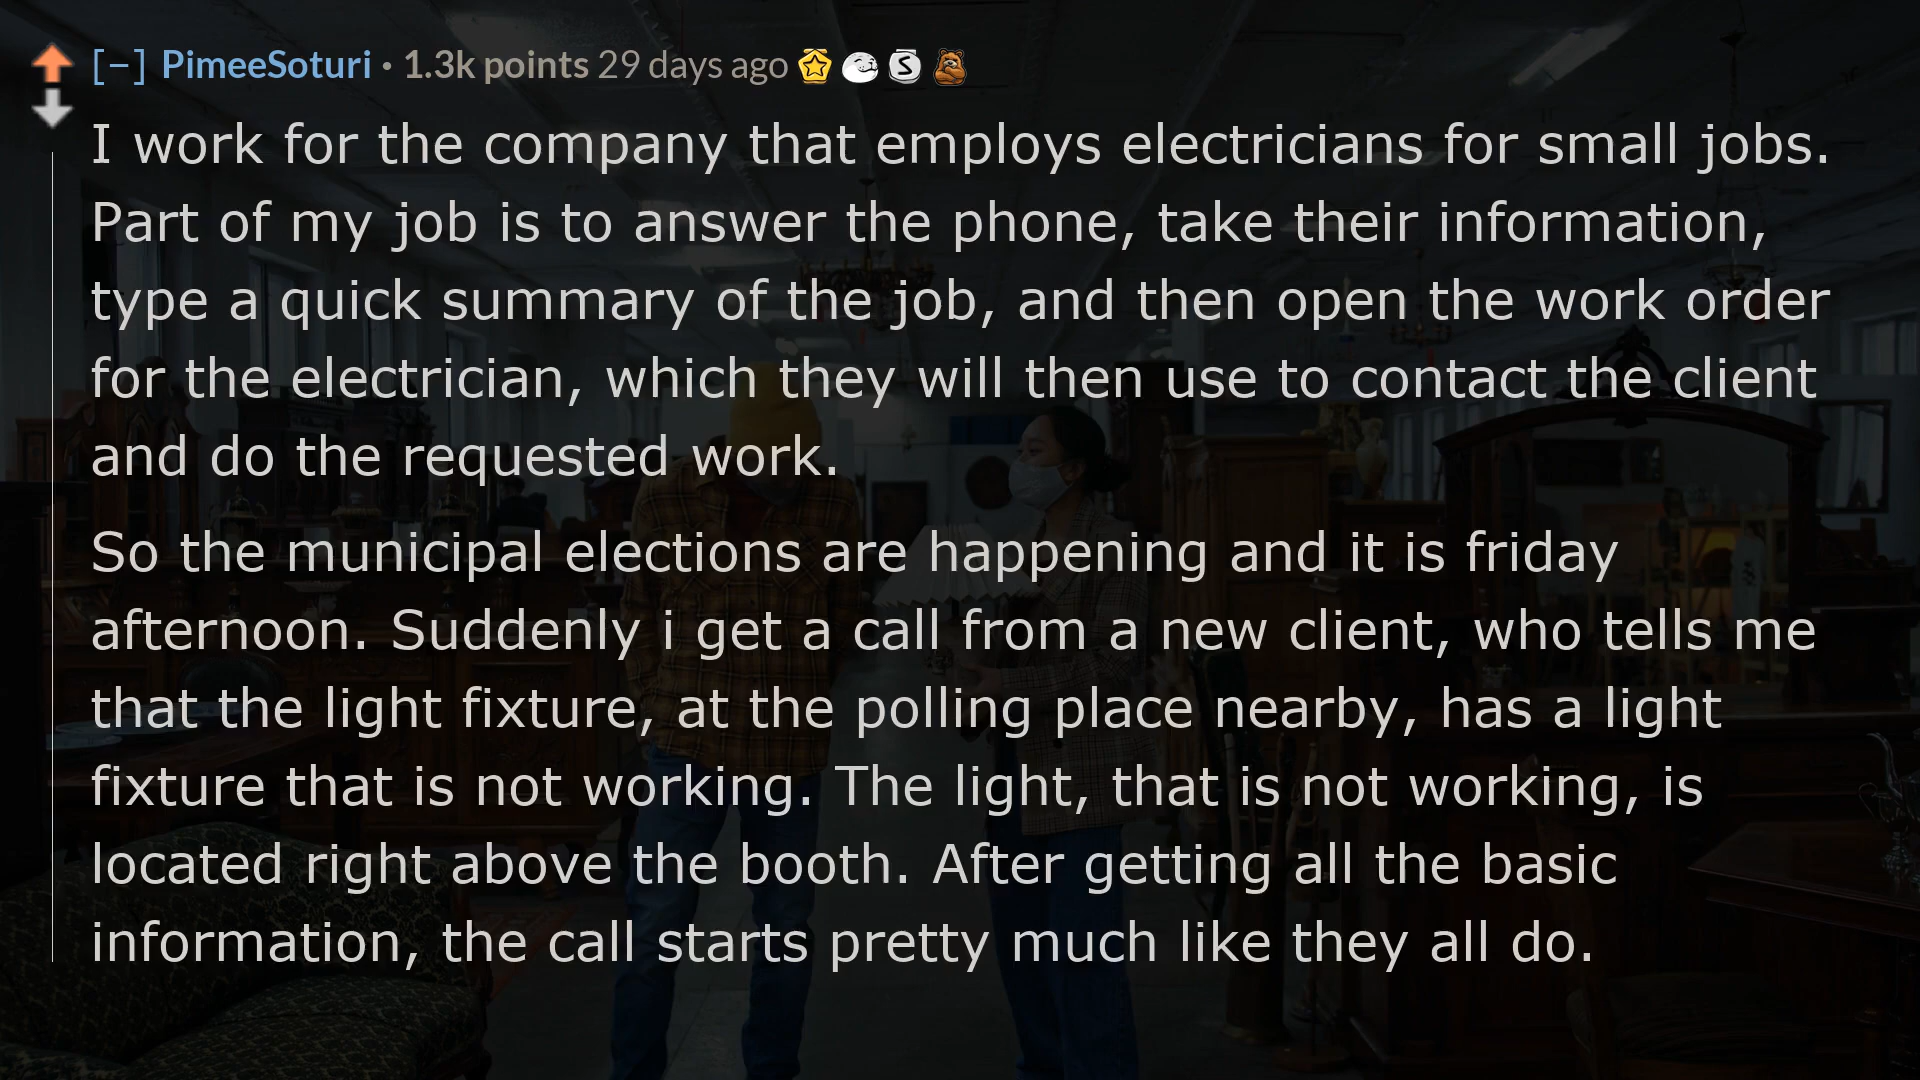 [–] PimeeSoturi • 1.3k points 29 days ago
I work for the company that employs electricians for small jobs.
Part of my job is to answer the phone, take their information,
type a quick summary of the job, and then open the work order
for the electrician, which they will then use to contact the client
and do the requested work.
So the municipal elections are happening and it is friday
afternoon. Suddenly i get a call from a new client, who tells me
that the light fixture, at the polling place nearby, has a light
fixture that is not working. The light, that is not working, is
located right above the booth. After getting all the basic
information, the call starts pretty much like they all do.